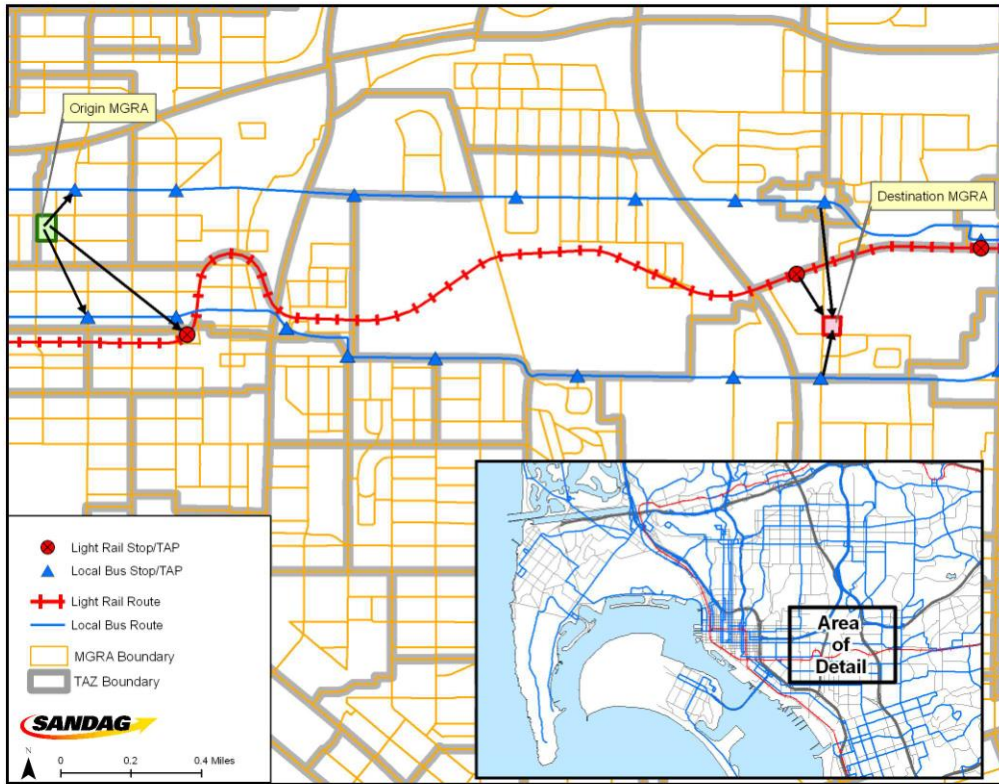 Origin MGRA
Destination MGRA
Light Rail Stop/TAP
Local Bus Stop/TAP
Light Rail Route
Local Bus Route
MGRA Boundary
TAZ Boundary
SANDAG
N
0 0.2 0.4 Miles
Area
of
Detail